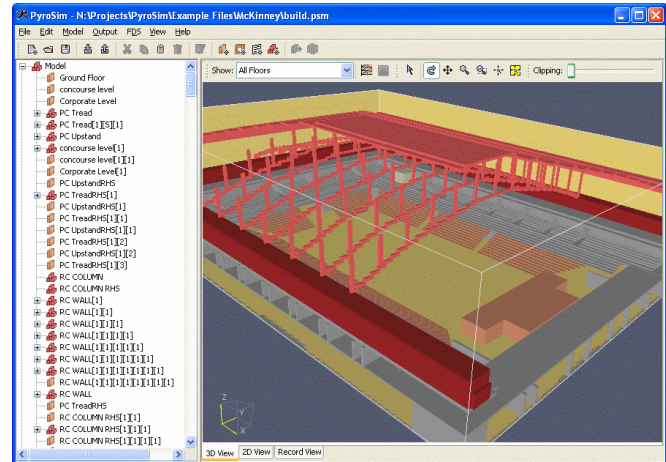 PyroSim - N:\Projects\PyroSim\Example Files\McKinney\build.psm
File Edit Model Output FDS View Help
Show: All Floors Clipping:
Model
Ground Floor
concourse level
Corporate Level
PC Tread
PC Tread[1][5][1]
PC Upstand
concourse level[1]
concourse level[1][1]
Corporate Level[1]
PC UpstandRHS
PC TreadRHS[1]
PC UpstandRHS[1]
PC TreadRHS[1][1]
PC UpstandRHS[1][1]
PC TreadRHS[1][2]
PC UpstandRHS[1][2]
PC TreadRHS[1][3]
RC COLUMN
RC COLUMN RHS
RC WALL[1]
RC WALL[1][1]
RC WALL[1][1][1]
RC WALL[1][1][1][1]
RC WALL[1][1][1][1][1]
RC WALL[1][1][1][1][1][1]
RC WALL[1][1][1][1][1][1][1]
RC WALL[1][1][1][1][1][1][1][1]
RC WALL
PC TreadRHS
RC COLUMN RHS[1][1]
RC COLUMN RHS[1][1][1]
RC COLUMN RHS[1][1][1][1]
Z
Y
X
3D View 2D View Record View